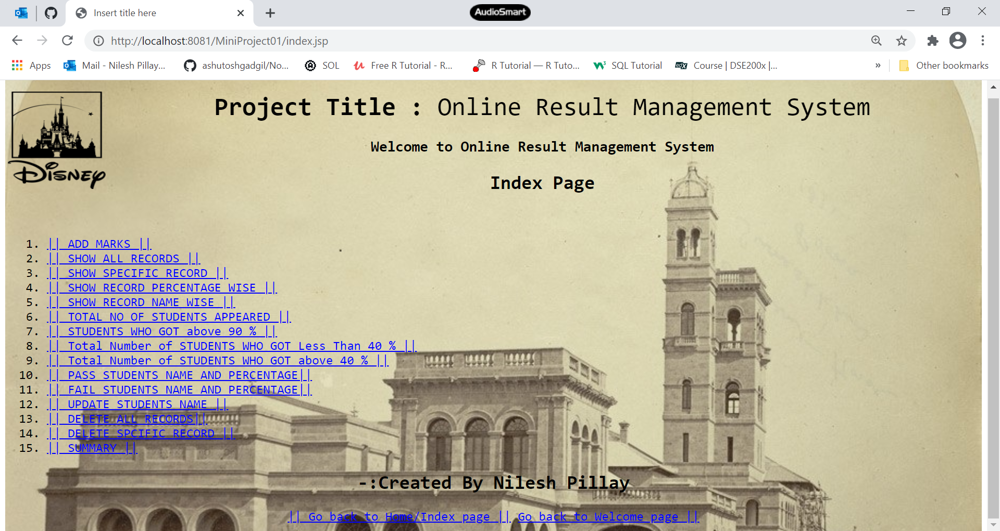 Insert title here
AudioSmart
http://localhost:8081/MiniProject01/index.jsp
Apps Mail - Nilesh Pillay... ashutoshgadgil/No... SOL Free R Tutorial - R... R Tutorial — R Tuto... SQL Tutorial edX Course | DSE200x |... » Other bookmarks
Project Title : Online Result Management System
Welcome to Online Result Management System
DISNEY
Index Page
1. || ADD MARKS ||
2. || SHOW ALL RECORDS ||
3. || SHOW SPECIFIC RECORD ||
4. || SHOW RECORD PERCENTAGE WISE ||
5. || SHOW RECORD NAME WISE ||
6. || TOTAL NO OF STUDENTS APPEARED ||
7. || STUDENTS WHO GOT above 90 % ||
8. || Total Number of STUDENTS WHO GOT Less Than 40 % ||
9. || Total Number of STUDENTS WHO GOT above 40 % ||
10. || PASS STUDENTS NAME AND PERCENTAGE||
11. || FAIL STUDENTS NAME AND PERCENTAGE||
12. || UPDATE STUDENTS NAME ||
13. || DELETE ALL RECORDS||
14. || DELETE SPCIFIC RECORD ||
15. || SUMMARY ||
-:Created By Nilesh Pillay
|| Go back to Home/Index page || Go back to Welcome page ||